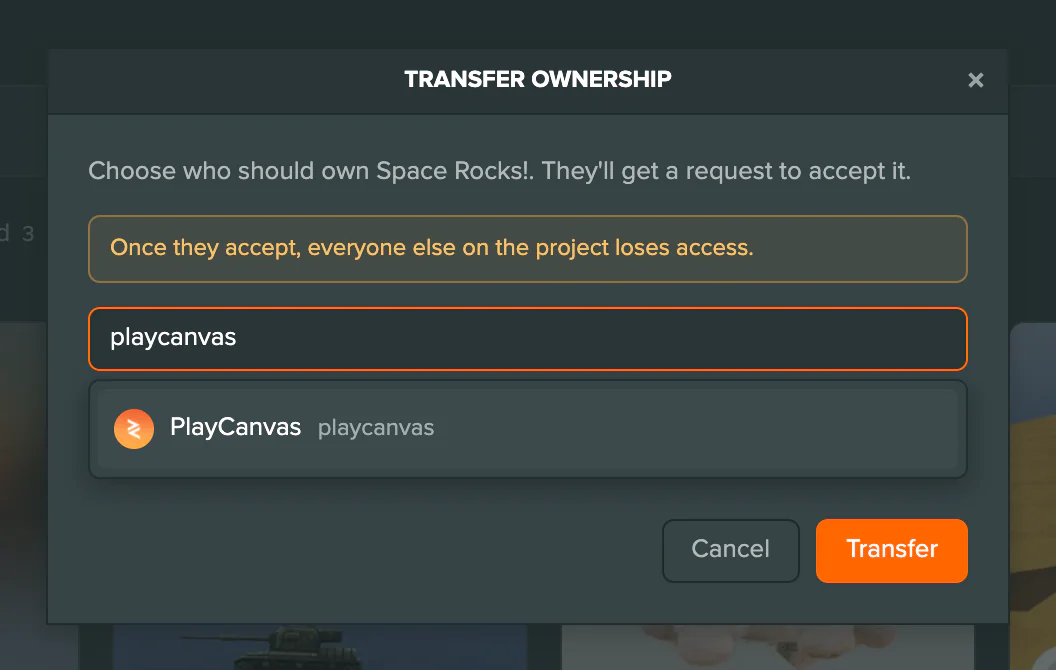 TRANSFER OWNERSHIP
Choose who should own Space Rocks!. They'll get a request to accept it.
Once they accept, everyone else on the project loses access.
d 3
playcanvas
PlayCanvas playcanvas
Cancel
Transfer